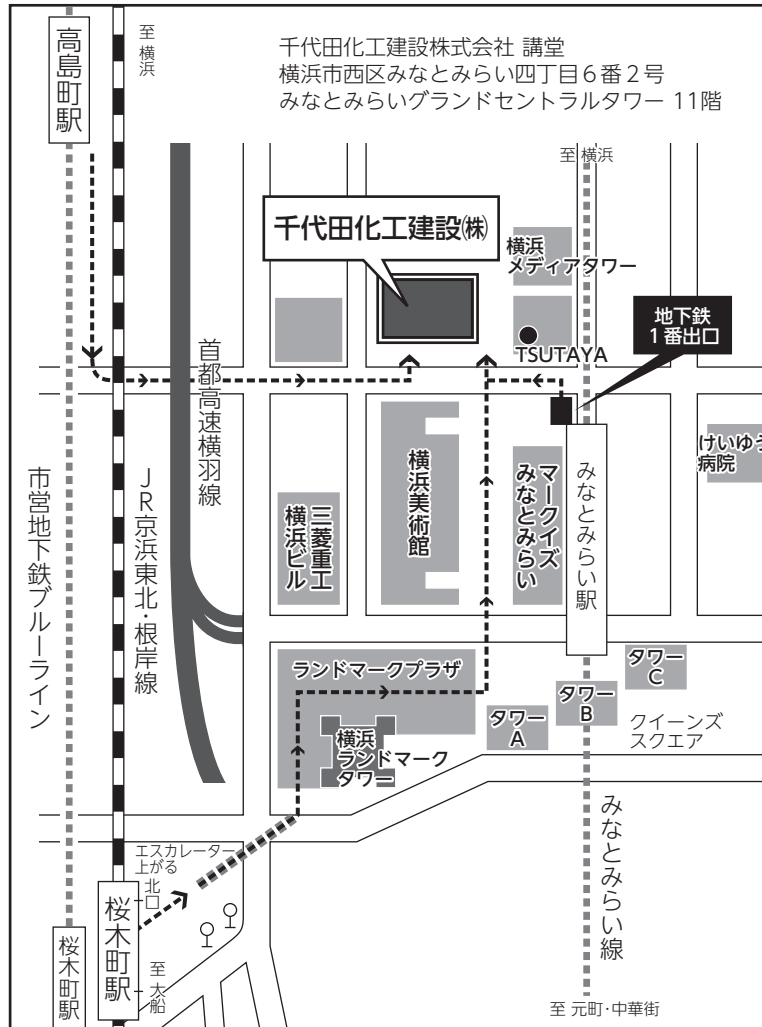 高島町駅
至 横浜
千代田化工建設株式会社 講堂
横浜市西区みなとみらい四丁目6番2号
みなとみらいグランドセントラルタワー 11階
至 横浜
千代田化工建設㈱
横浜
メディアタワー
地下鉄
1番出口
TSUTAYA
首都高速横羽線
けいゆう
病院
市営地下鉄ブルーライン
JR京浜東北・根岸線
三菱重工
横浜ビル
横浜美術館
マークイズ
みなとみらい
みなとみらい駅
ランドマークプラザ
タワー
C
タワー
B
タワー
A
クイーンズ
スクエア
横浜
ランドマーク
タワー
みなとみらい線
エスカレーター
上がる
北口
桜木町駅
桜木町駅
至 大船
至 元町・中華街